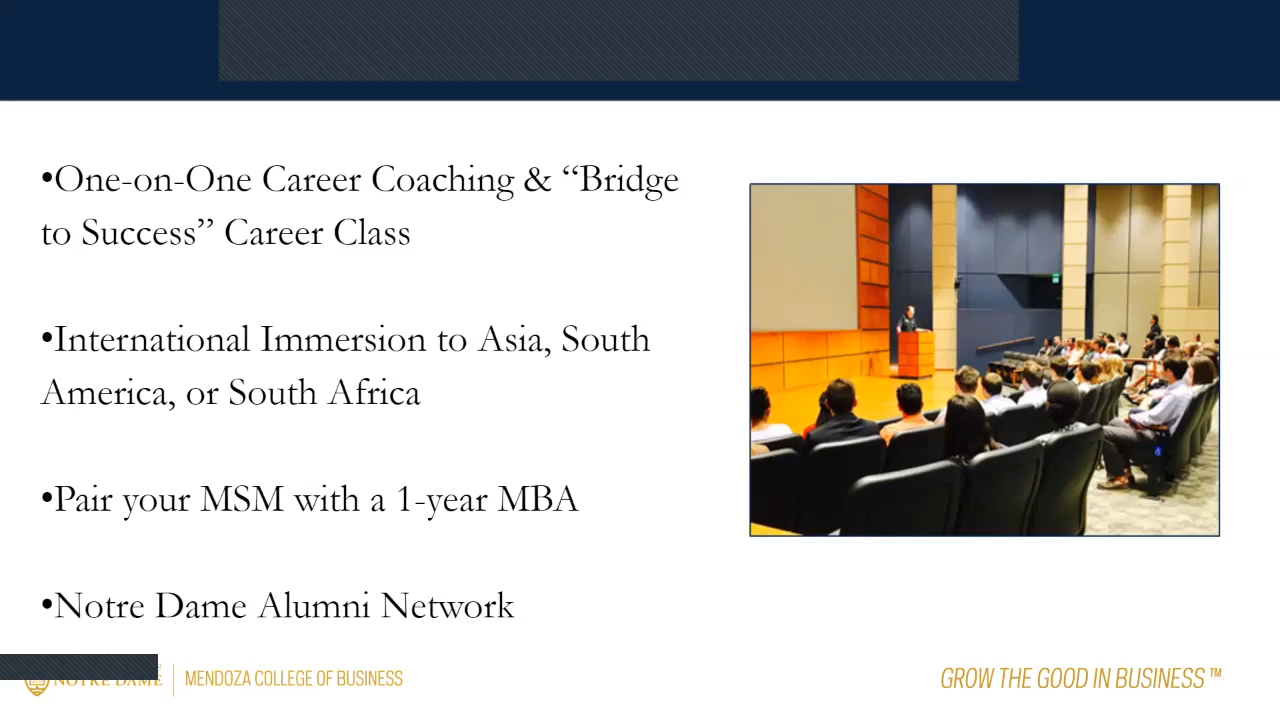 •One-on-One Career Coaching & “Bridge
to Success” Career Class
•International Immersion to Asia, South
America, or South Africa
•Pair your MSM with a 1-year MBA
•Notre Dame Alumni Network
NOTRE DAME
MENDOZA COLLEGE OF BUSINESS
GROW THE GOOD IN BUSINESS™